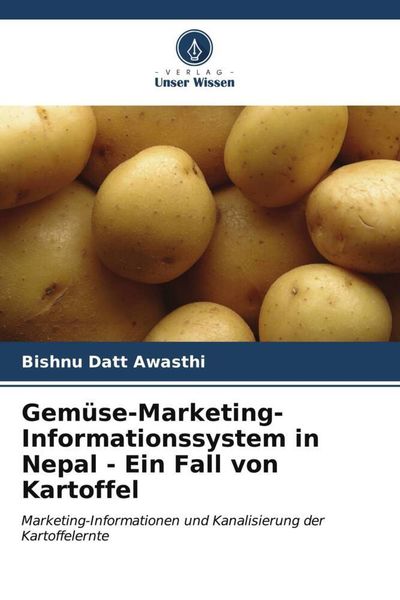 - VERLAG -
Unser Wissen
Bishnu Datt Awasthi
Gemüse-Marketing-
Informationssystem in
Nepal - Ein Fall von
Kartoffel
Marketing-Informationen und Kanalisierung der
Kartoffelernte